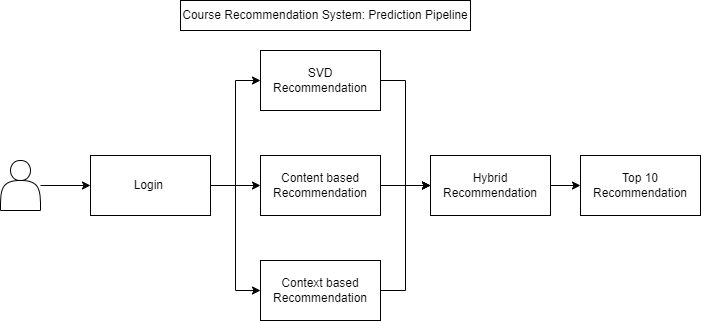 Course Recommendation System: Prediction Pipeline
SVD
Recommendation
Login
Content based
Recommendation
Hybrid
Recommendation
Top 10
Recommendation
Context based
Recommendation